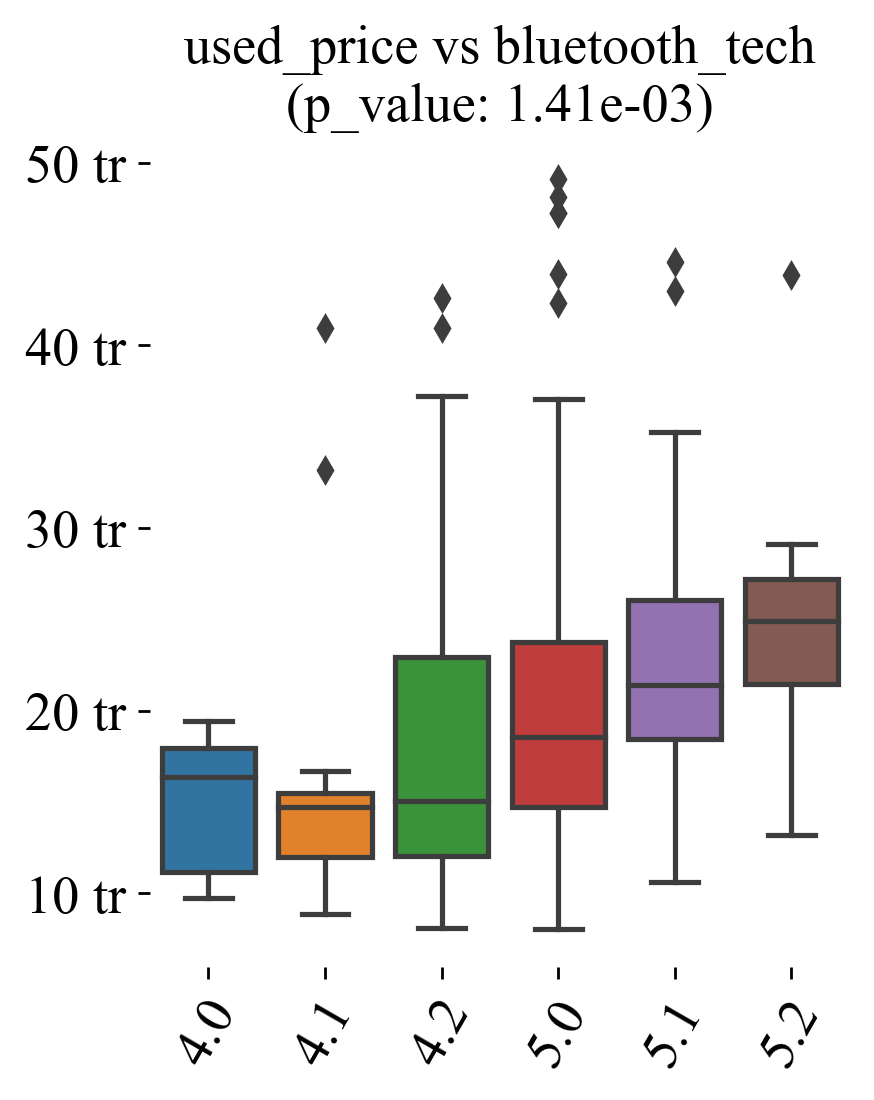 used_price vs bluetooth_tech
(p_value: 1.41e-03)
50 tr
40 tr
30 tr
20 tr
10 tr
4.0
4.1
4.2
5.0
5.1
5.2